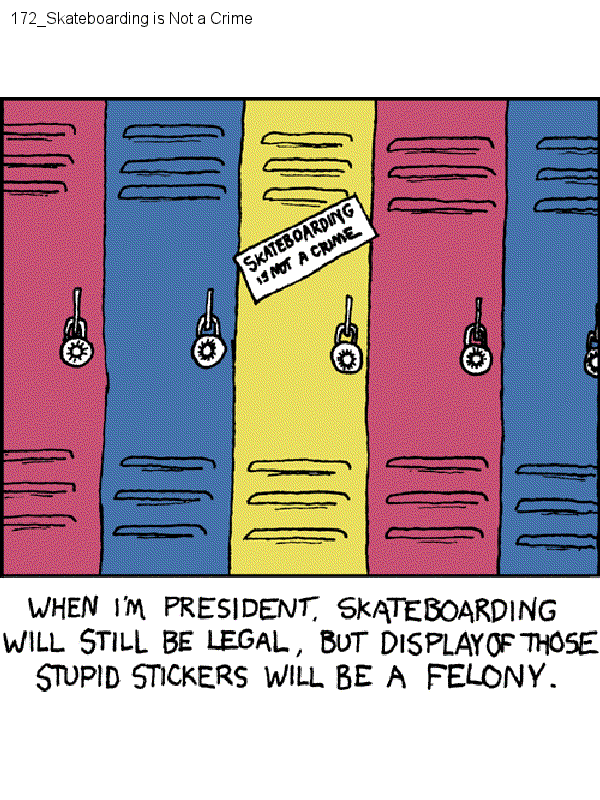 172_Skateboarding is Not a Crime
SKATEBOARDING
IS NOT A CRIME
WHEN I'M PRESIDENT, SKATEBOARDING
WILL STILL BE LEGAL, BUT DISPLAY OF THOSE
STUPID STICKERS WILL BE A FELONY.